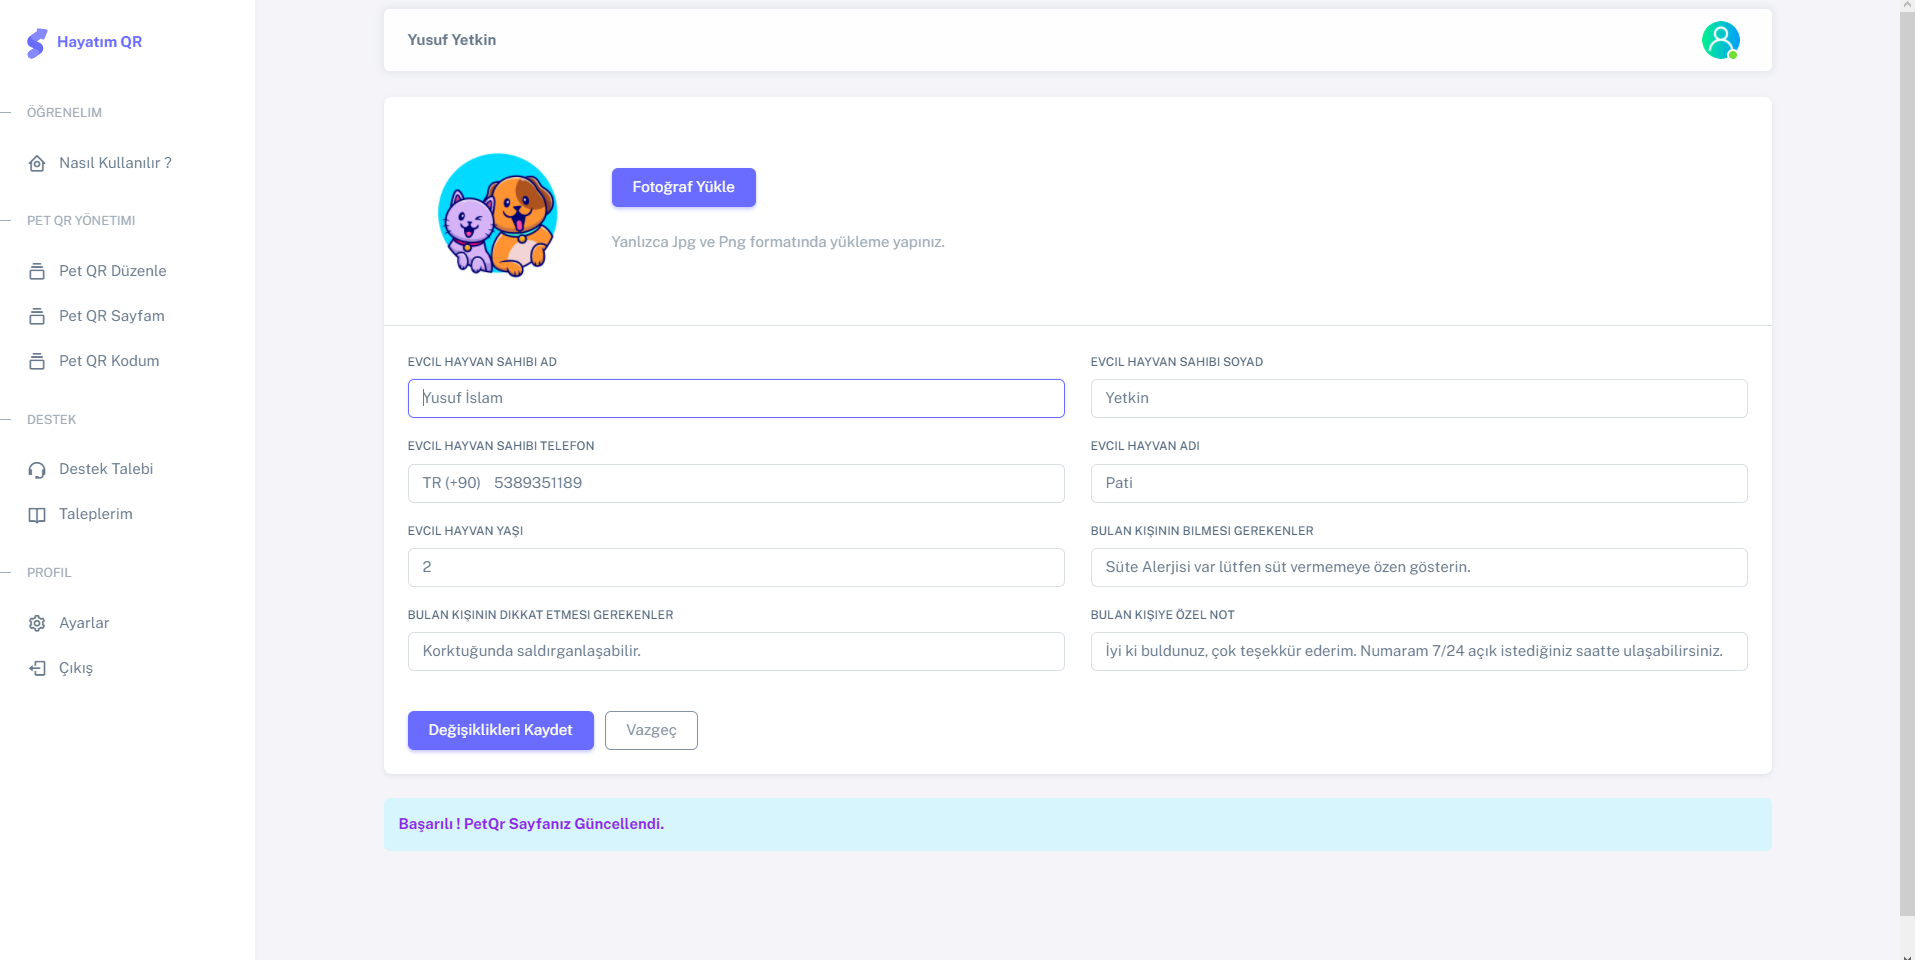 Hayatım QR
ÖĞRENELIM
Nasıl Kullanılır ?
PET QR YÖNETIMI
Pet QR Düzenle
Pet QR Sayfam
Pet QR Kodum
DESTEK
Destek Talebi
Taleplerim
PROFIL
Ayarlar
Çıkış
Yusuf Yetkin
Fotoğraf Yükle
Yanlızca Jpg ve Png formatında yükleme yapınız.
EVCIL HAYVAN SAHIBI AD
Yusuf İslam
EVCIL HAYVAN SAHIBI SOYAD
Yetkin
EVCIL HAYVAN SAHIBI TELEFON
TR (+90) 5389351189
EVCIL HAYVAN ADI
Pati
EVCIL HAYVAN YAŞI
2
BULAN KIŞININ BILMESI GEREKENLER
Süte Alerjisi var lütfen süt vermemeye özen gösterin.
BULAN KIŞININ DIKKAT ETMESI GEREKENLER
Korktuğunda saldırganlaşabilir.
BULAN KIŞIYE ÖZEL NOT
İyi ki buldunuz, çok teşekkür ederim. Numaram 7/24 açık istediğiniz saatte ulaşabilirsiniz.
Değişiklikleri Kaydet
Vazgeç
Başarılı ! PetQr Sayfanız Güncellendi.